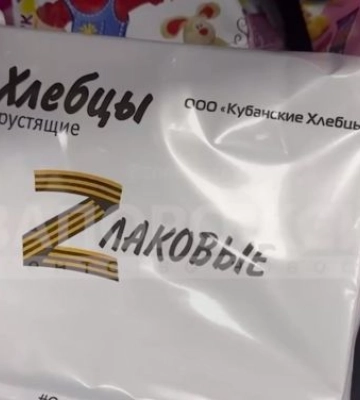 Хлебцы
рустящие
ООО «Кубанские Хлебцы
Zлаковые